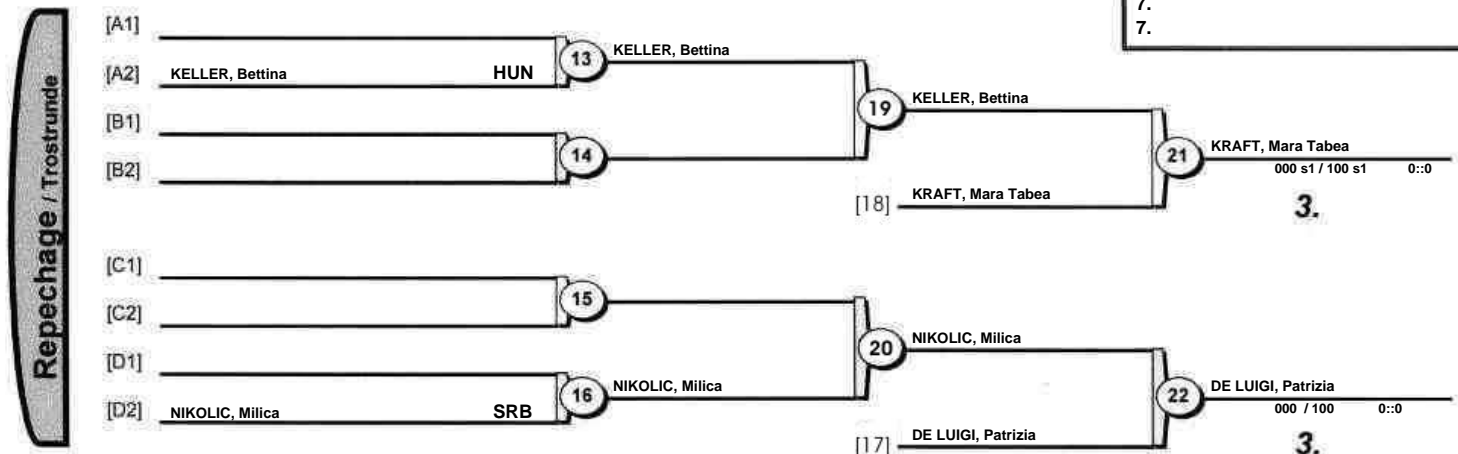 7.
7.
Repechage / Trostrunde
[A1]
[A2] KELLER, Bettina HUN
13 KELLER, Bettina
[B1]
[B2]
14
19 KELLER, Bettina
[18] KRAFT, Mara Tabea
21 KRAFT, Mara Tabea
000 s1 / 100 s1 0::0
3.
[C1]
[C2]
15
[D1]
[D2] NIKOLIC, Milica SRB
16 NIKOLIC, Milica
20 NIKOLIC, Milica
[17] DE LUIGI, Patrizia
22 DE LUIGI, Patrizia
000 / 100 0::0
3.